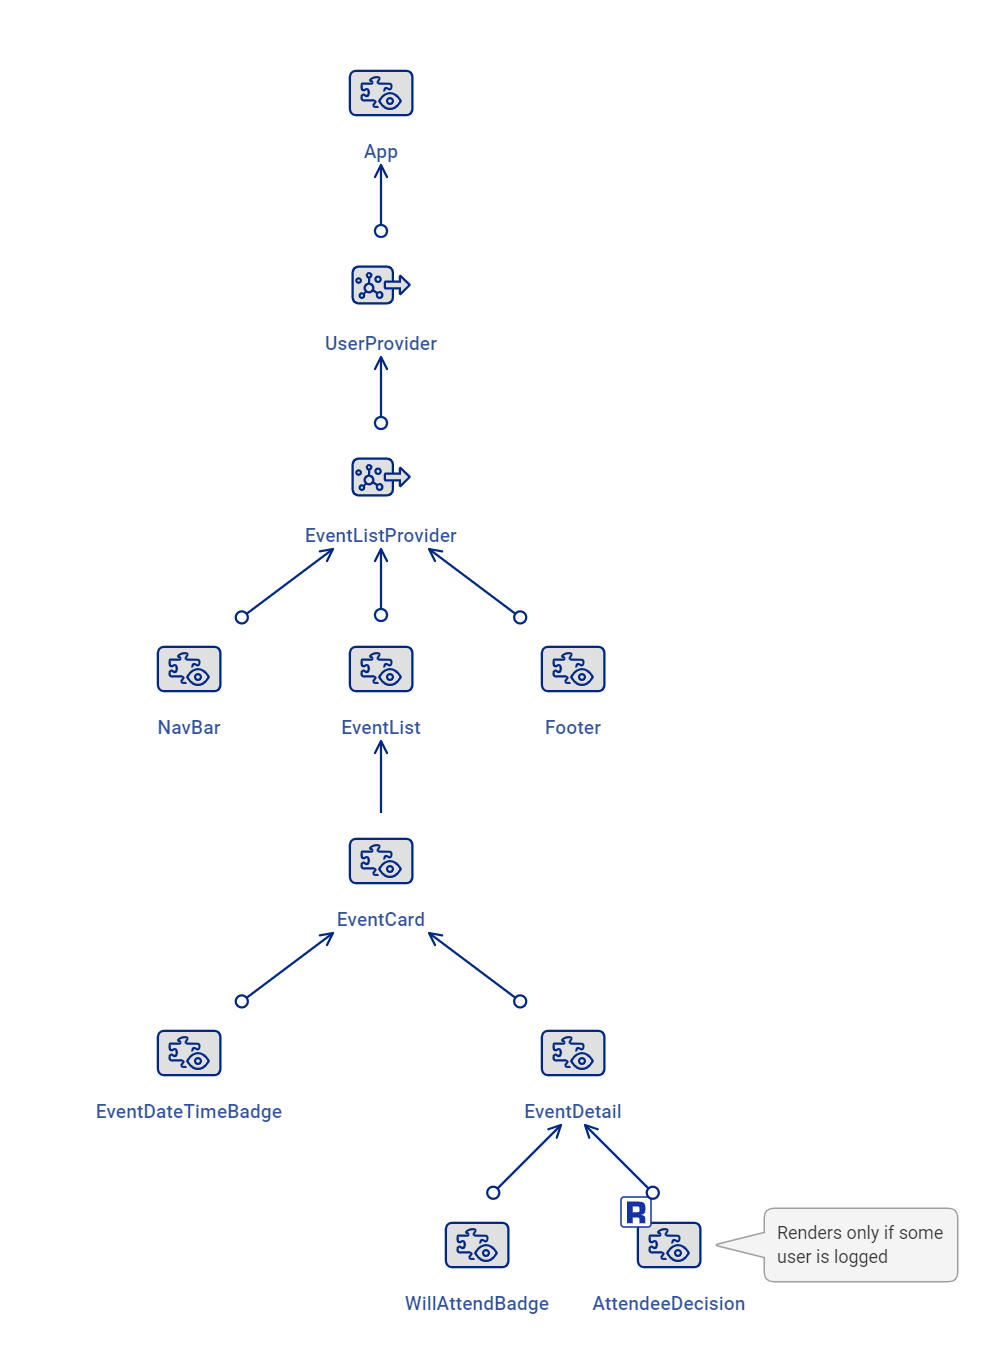 App
UserProvider
EventListProvider
NavBar
EventList
Footer
EventCard
EventDateTimeBadge
EventDetail
R
Renders only if some
user is logged
WillAttendBadge
AttendeeDecision